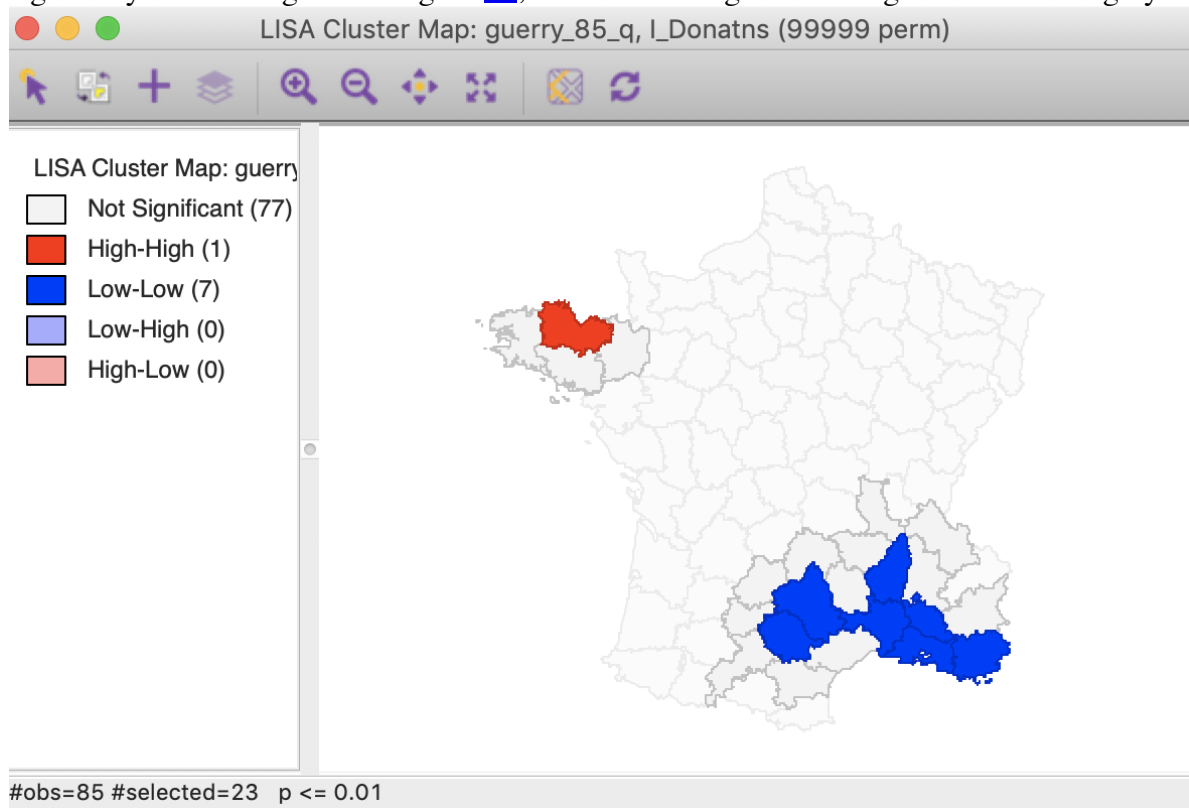 LISA Cluster Map: guerry_85_q, I_Donatns (99999 perm)
LISA Cluster Map: guerry
Not Significant (77)
High-High (1)
Low-Low (7)
Low-High (0)
High-Low (0)
#obs=85 #selected=23 p <= 0.01